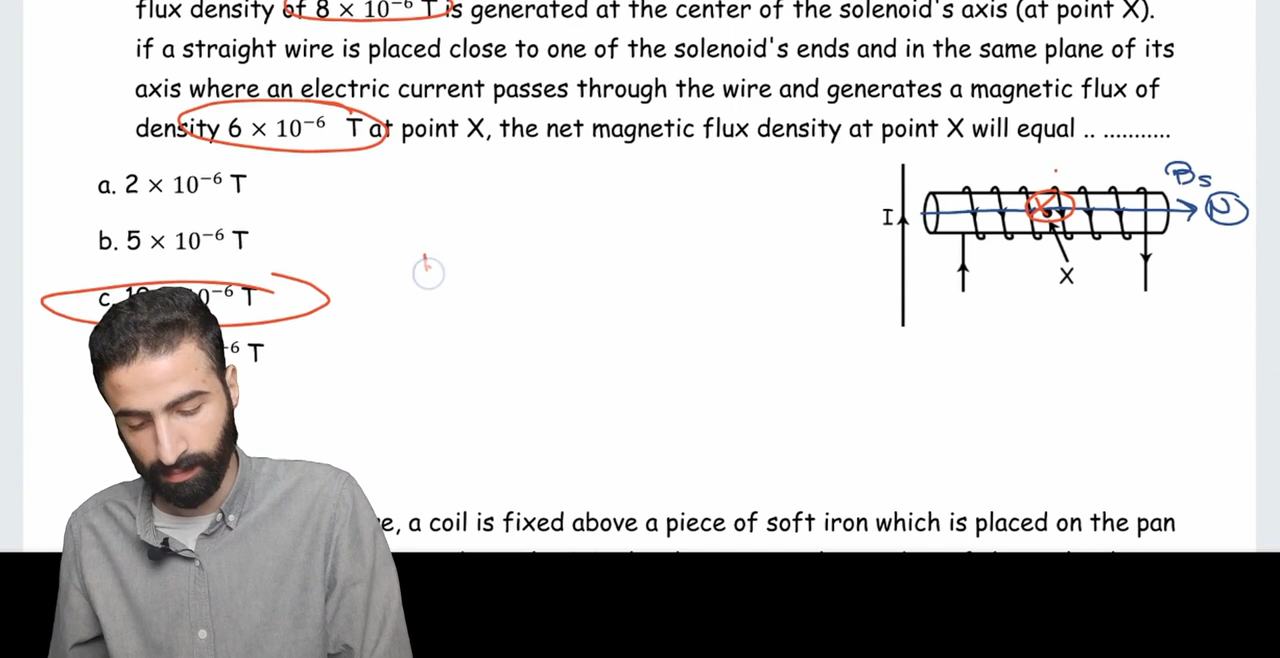 flux density of 8 × 10⁻⁶ T is generated at the center of the solenoid's axis (at point X).
if a straight wire is placed close to one of the solenoid's ends and in the same plane of its
axis where an electric current passes through the wire and generates a magnetic flux of
density 6 × 10⁻⁶ T at point X, the net magnetic flux density at point X will equal .. ...........
a. 2 × 10⁻⁶ T
b. 5 × 10⁻⁶ T
c. 0⁻⁶ T
⁻⁶ T
I
Bs
N
X
e, a coil is fixed above a piece of soft iron which is placed on the pan